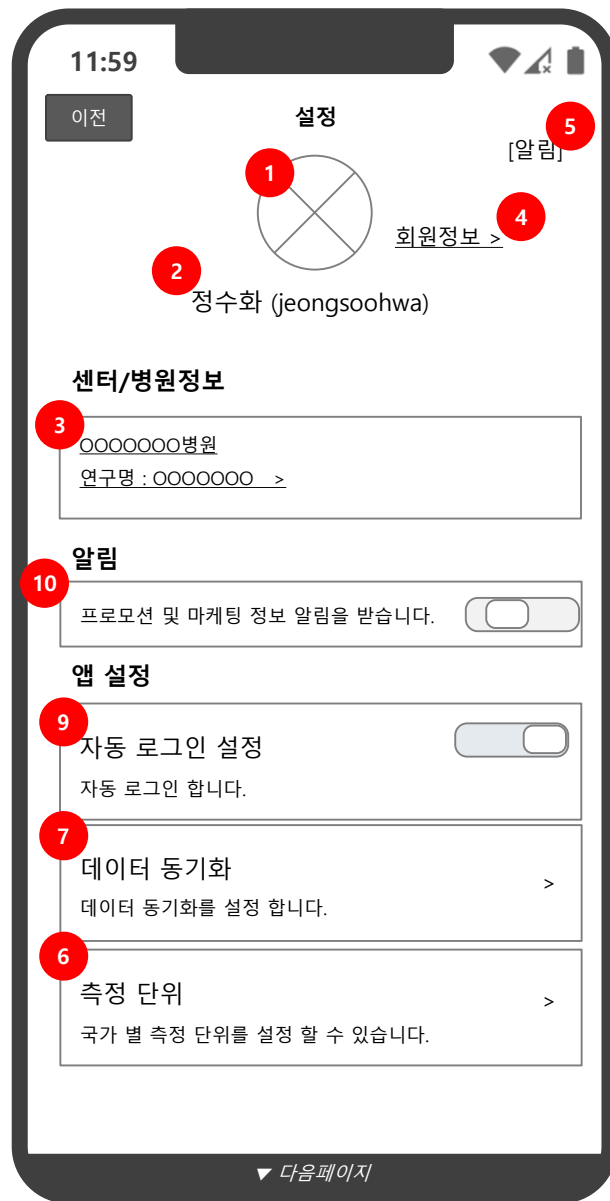 11:59
이전
설정
5
[알림]
1
4
회원정보 >
2
정수화 (jeongsoohwa)
센터/병원정보
3
OOOOOOO병원
연구명 : OOOOOOO >
알림
10
프로모션 및 마케팅 정보 알림을 받습니다.
앱 설정
9
자동 로그인 설정
자동 로그인 합니다.
7
데이터 동기화
>
데이터 동기화를 설정 합니다.
6
측정 단위
>
국가 별 측정 단위를 설정 할 수 있습니다.
▼ 다음페이지